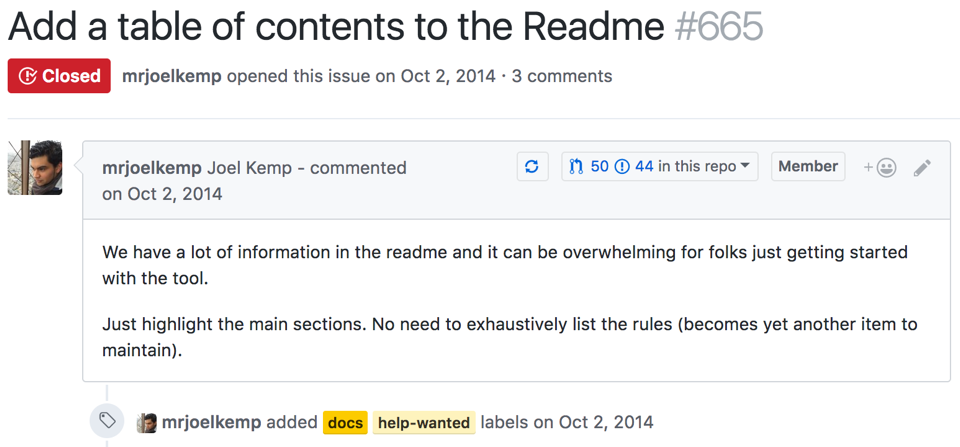 Add a table of contents to the Readme #665
Closed mrjoelkemp opened this issue on Oct 2, 2014 · 3 comments
mrjoelkemp Joel Kemp - commented
on Oct 2, 2014
50 44 in this repo
Member
+
We have a lot of information in the readme and it can be overwhelming for folks just getting started
with the tool.
Just highlight the main sections. No need to exhaustively list the rules (becomes yet another item to
maintain).
mrjoelkemp added docs help-wanted labels on Oct 2, 2014